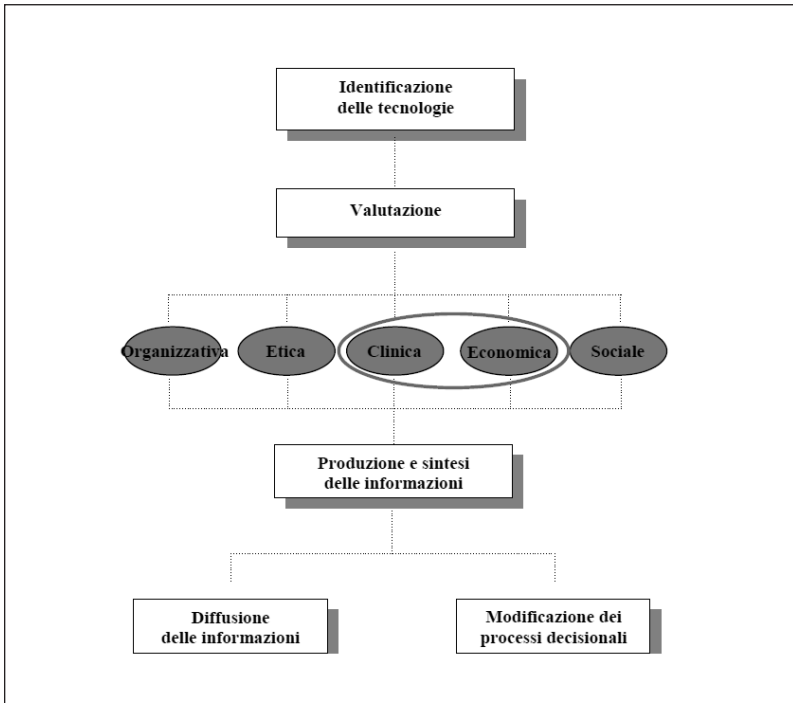 Identificazione
delle tecnologie
Valutazione
Organizzativa
Etica
Clinica
Economica
Sociale
Produzione e sintesi
delle informazioni
Diffusione
delle informazioni
Modificazione dei
processi decisionali